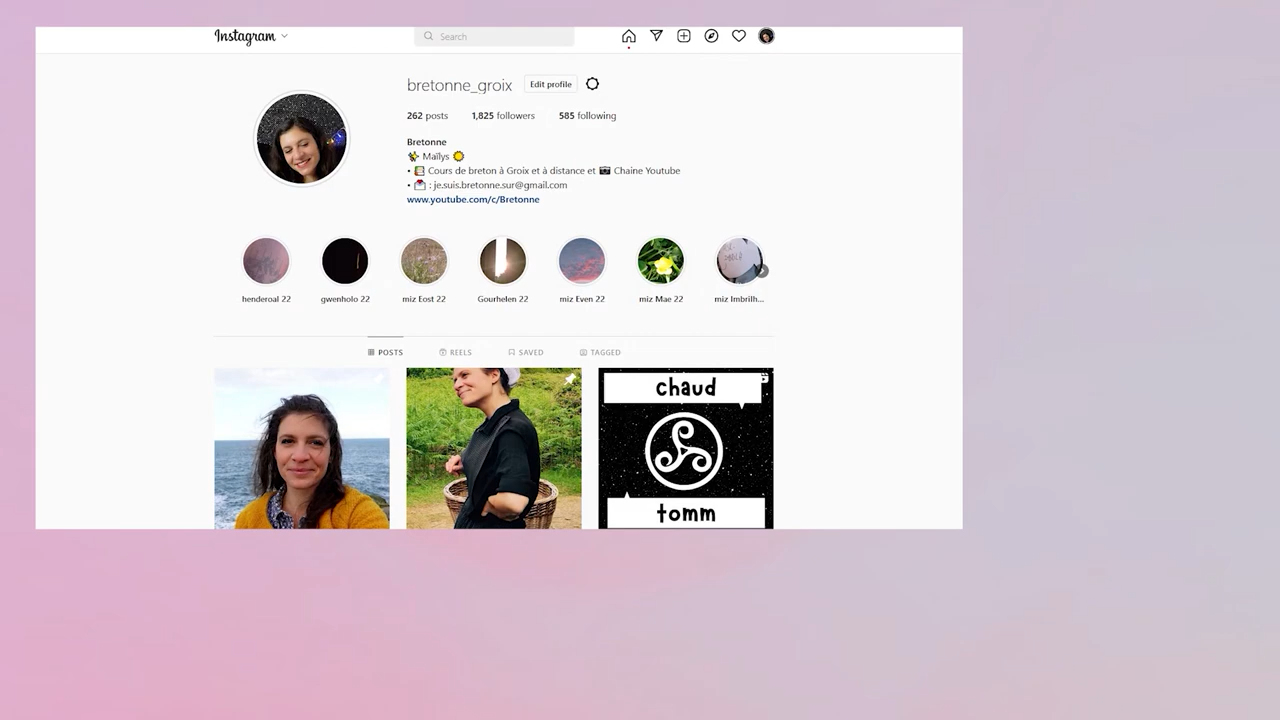 Instagram
Search
bretonne_groix Edit profile
262 posts 1,825 followers 585 following
Bretonne
✨ Maïlys 🌞
• 📔 Cours de breton à Groix et à distance et 📷 Chaine Youtube
• 💌 : je.suis.bretonne.sur@gmail.com
www.youtube.com/c/Bretonne
henderoal 22 gwenholo 22 miz Eost 22 Gourhelen 22 miz Even 22 miz Mae 22 miz Imbrilh...
POSTS REELS SAVED TAGGED
chaud
tomm